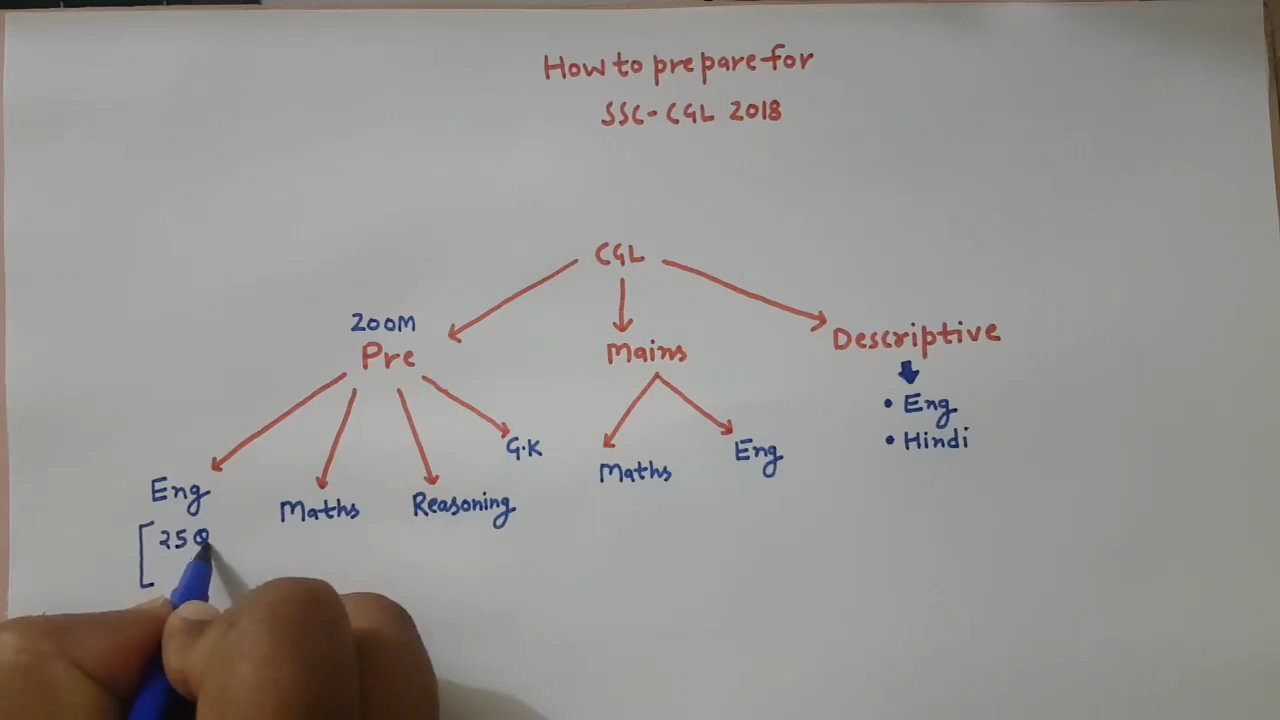 How to prepare for
SSC-CGL 2018
CGL
200M
Pre
Mains
Descriptive
• Eng
• Hindi
G.K
Maths
Eng
Eng
Maths
Reasoning
[25Q